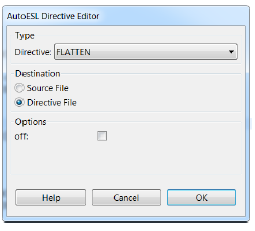 AutoESL Directive Editor
Type
Directive: FLATTEN
Destination
Source File
Directive File
Options
off:
Help Cancel OK